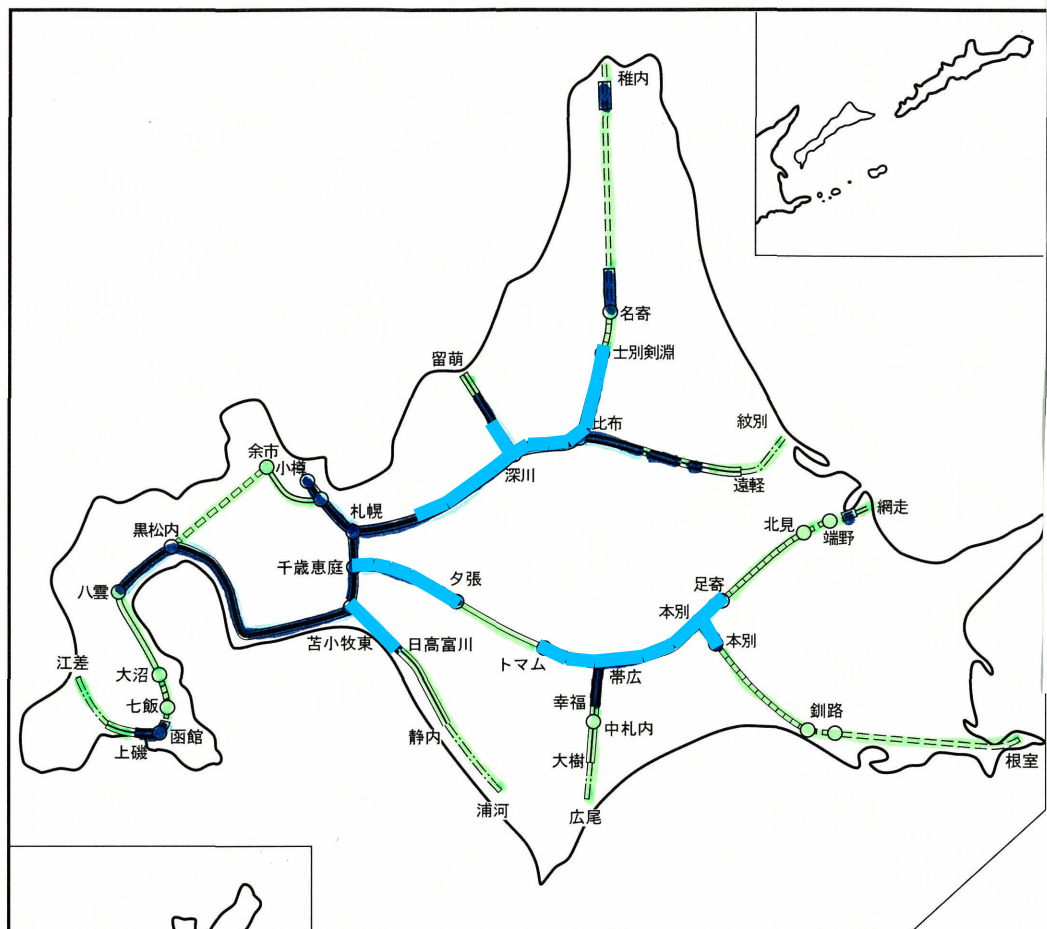 稚内
名寄
士別剣淵
留萌
比布
紋別
余市
小樽
深川
遠軽
札幌
網走
北見
端野
黒松内
千歳恵庭
夕張
足寄
八雲
本別
苫小牧東
日高富川
本別
江差
大沼
トマム
帯広
七飯
幸福
釧路
函館
中札内
静内
上磯
大樹
根室
浦河
広尾